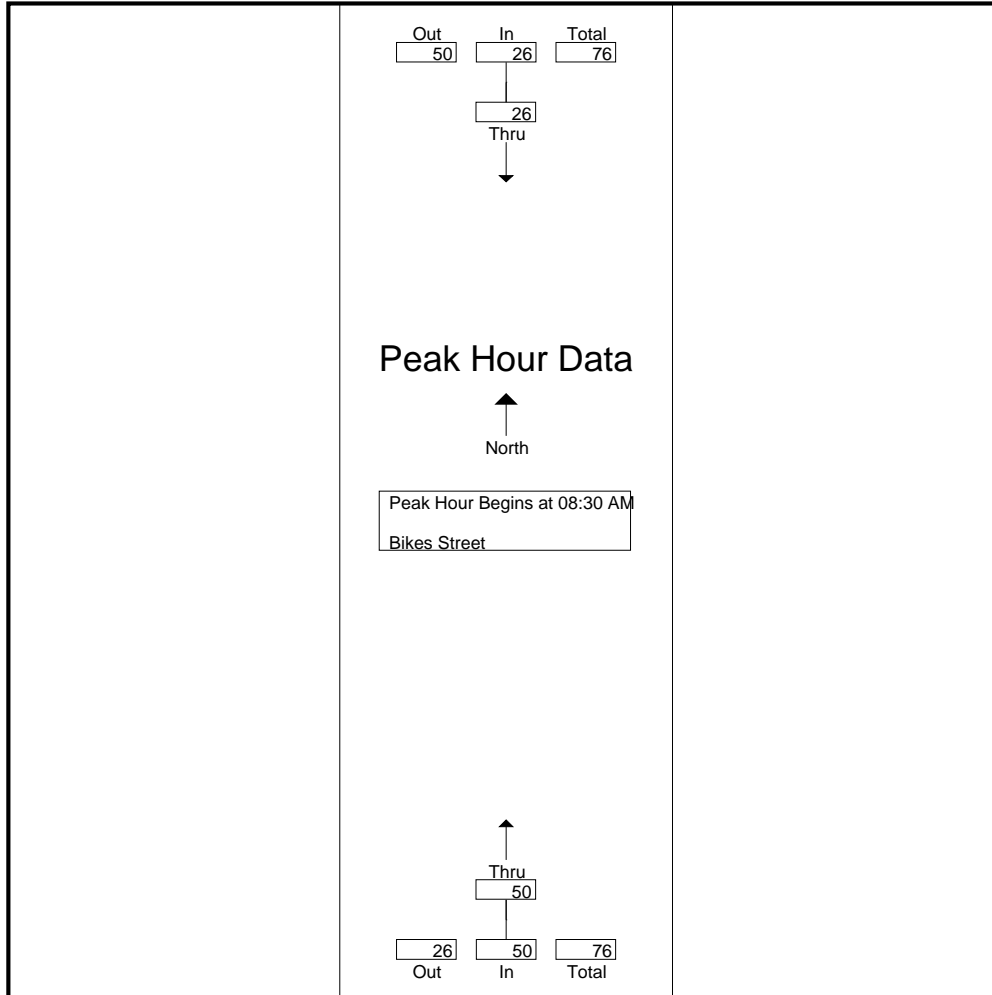 Out In Total
50 26 76
26
Thru
Peak Hour Data
North
Peak Hour Begins at 08:30 AM
Bikes Street
Thru
50
26 50 76
Out In Total